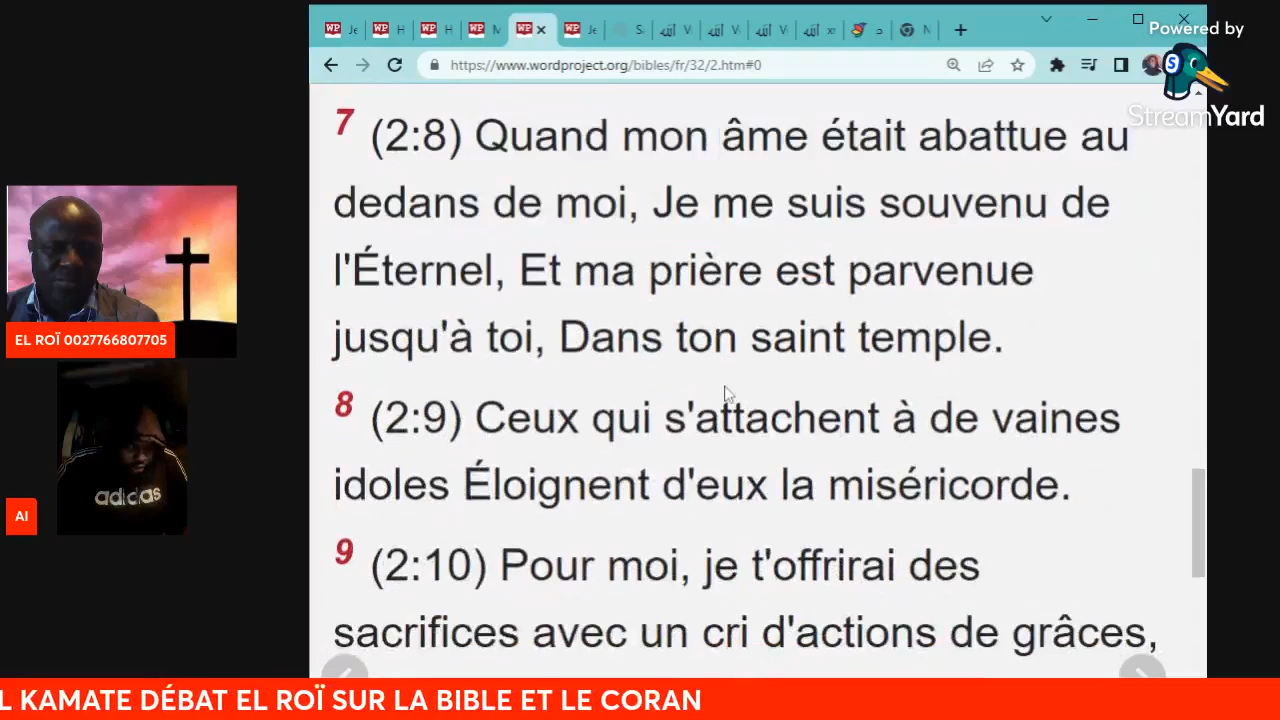 Je
H
H
M
Je
https://www.wordproject.org/bibles/fr/32/2.htm#0
Powered by
StreamYard
7 (2:8) Quand mon âme était abattue au
dedans de moi, Je me suis souvenu de
l'Éternel, Et ma prière est parvenue
jusqu'à toi, Dans ton saint temple.
8 (2:9) Ceux qui s'attachent à de vaines
idoles Éloignent d'eux la miséricorde.
9 (2:10) Pour moi, je t'offrirai des
sacrifices avec un cri d'actions de grâces,
EL ROÏ 0027766807705
adidas
AI
L KAMATE DÉBAT EL ROÏ SUR LA BIBLE ET LE CORAN